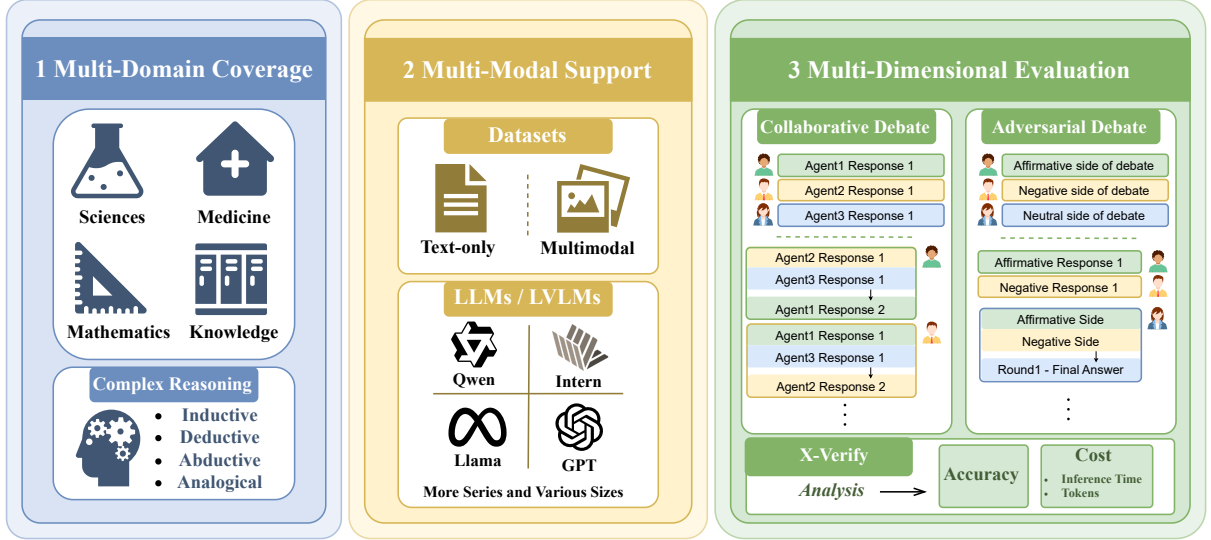 1 Multi-Domain Coverage
Sciences
Medicine
Mathematics
Knowledge
Complex Reasoning
• Inductive
• Deductive
• Abductive
• Analogical
2 Multi-Modal Support
Datasets
Text-only
Multimodal
LLMs / LVLMs
Qwen
Intern
Llama
GPT
More Series and Various Sizes
3 Multi-Dimensional Evaluation
Collaborative Debate
Agent1 Response 1
Agent2 Response 1
Agent3 Response 1
Agent2 Response 1
Agent3 Response 1
Agent1 Response 2
Agent1 Response 1
Agent3 Response 1
Agent2 Response 2
Adversarial Debate
Affirmative side of debate
Negative side of debate
Neutral side of debate
Affirmative Response 1
Negative Response 1
Affirmative Side
Negative Side
Round1 - Final Answer
X-Verify
Analysis
Accuracy
Cost
• Inference Time
• Tokens